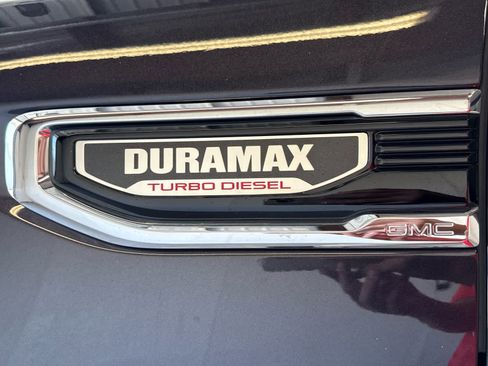 DURAMAX
TURBO DIESEL
GMC